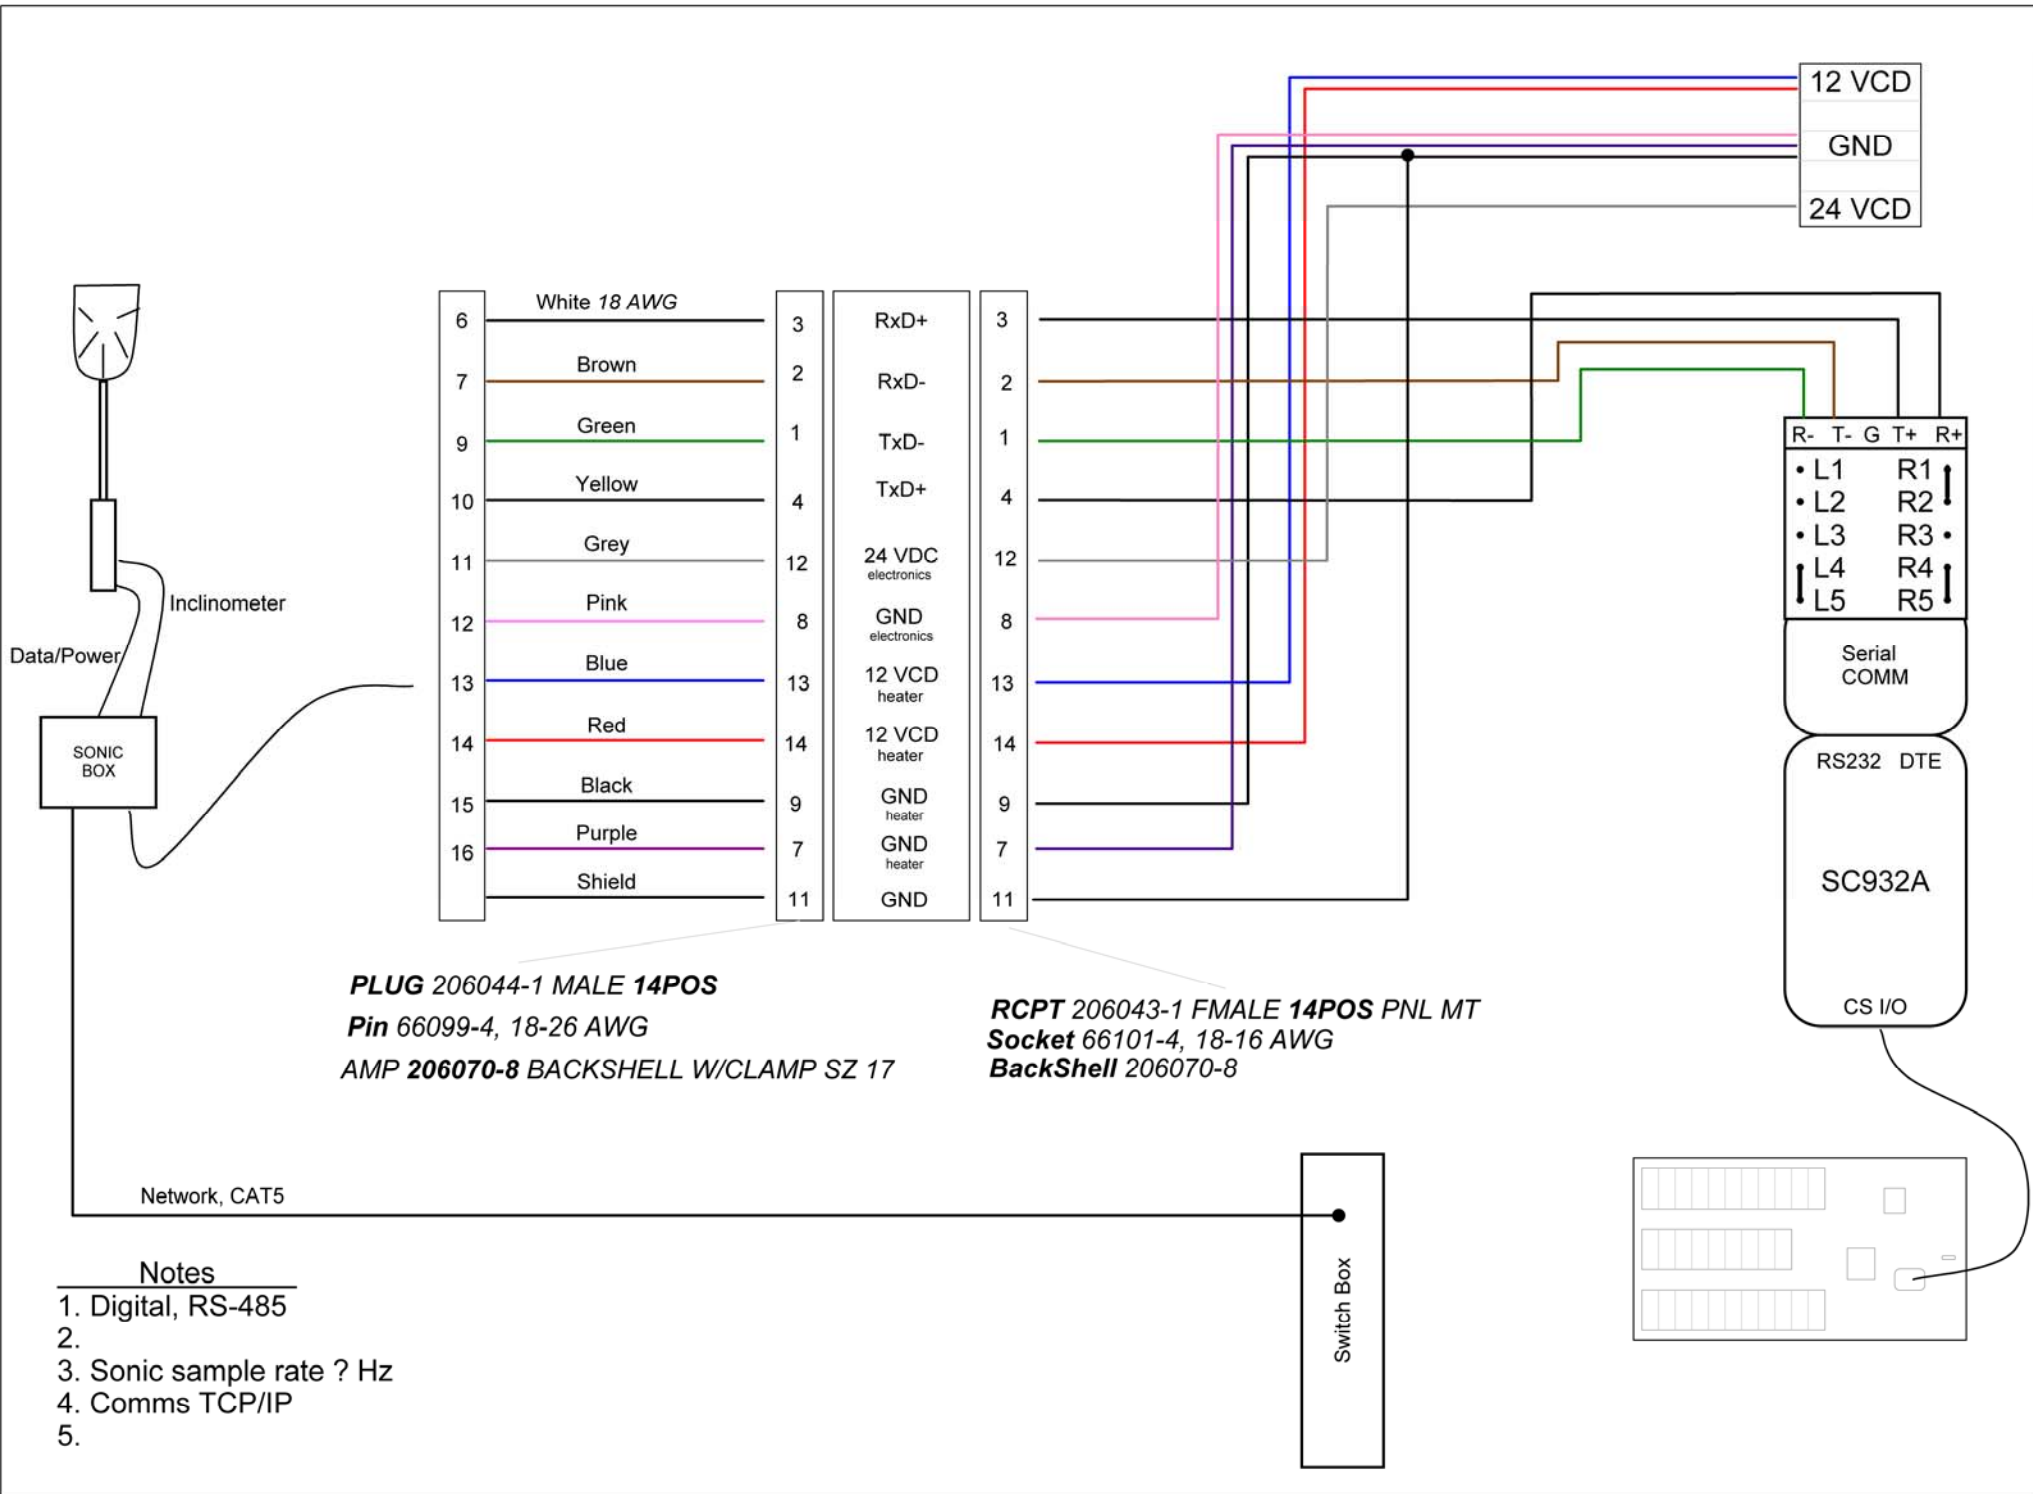 12 VCD
GND
24 VCD
Inclinometer
Data/Power
SONIC
BOX
6 White 18 AWG 3 RxD+ 3
7 Brown 2 RxD- 2
9 Green 1 TxD- 1
10 Yellow 4 TxD+ 4
11 Grey 12 24 VDC 12
electronics
12 Pink 8 GND 8
electronics
13 Blue 13 12 VCD 13
heater
14 Red 14 12 VCD 14
heater
15 Black 9 GND 9
heater
16 Purple 7 GND 7
heater
Shield 11 GND 11
R- T- G T+ R+
L1 R1
L2 R2
L3 R3
L4 R4
L5 R5
Serial
COMM
RS232 DTE
SC932A
CS I/O
PLUG 206044-1 MALE 14POS
Pin 66099-4, 18-26 AWG
AMP 206070-8 BACKSHELL W/CLAMP SZ 17
RCPT 206043-1 FMALE 14POS PNL MT
Socket 66101-4, 18-16 AWG
BackShell 206070-8
Network, CAT5
Switch Box
Notes
1. Digital, RS-485
2.
3. Sonic sample rate ? Hz
4. Comms TCP/IP
5.